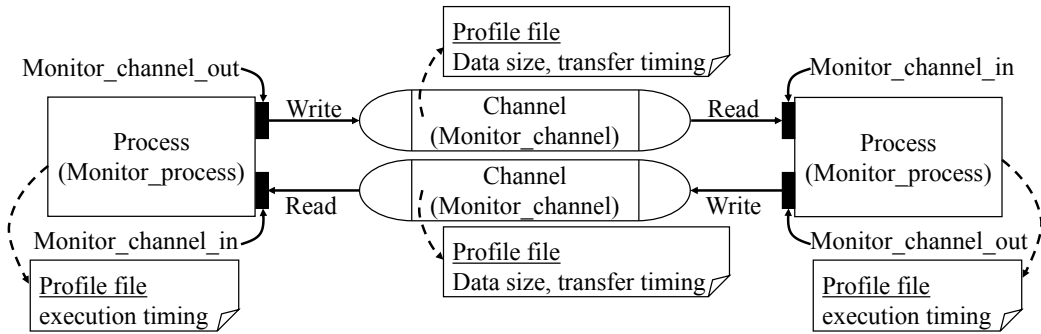 Profile file
Data size, transfer timing
Monitor_channel_out
Monitor_channel_in
Write
Channel
(Monitor_channel)
Read
Process
(Monitor_process)
Process
(Monitor_process)
Read
Channel
(Monitor_channel)
Write
Monitor_channel_in
Monitor_channel_out
Profile file
Data size, transfer timing
Profile file
execution timing
Profile file
execution timing